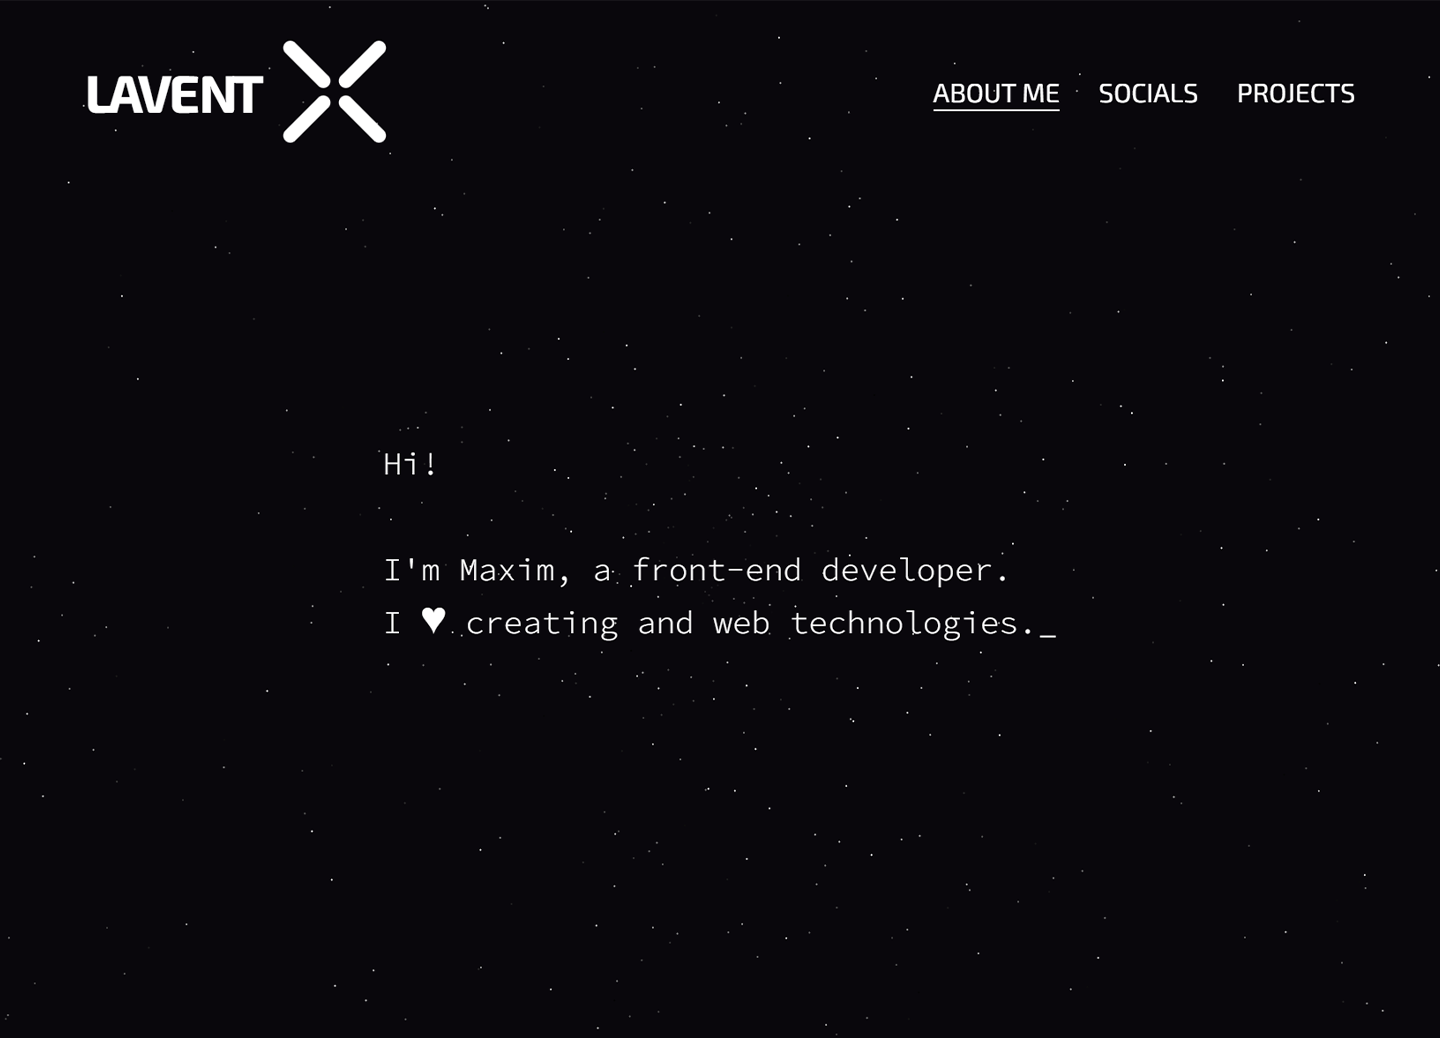 LAVENT X
ABOUT ME SOCIALS PROJECTS
Hi!
I'm Maxim, a front-end developer.
I ♥ creating and web technologies._